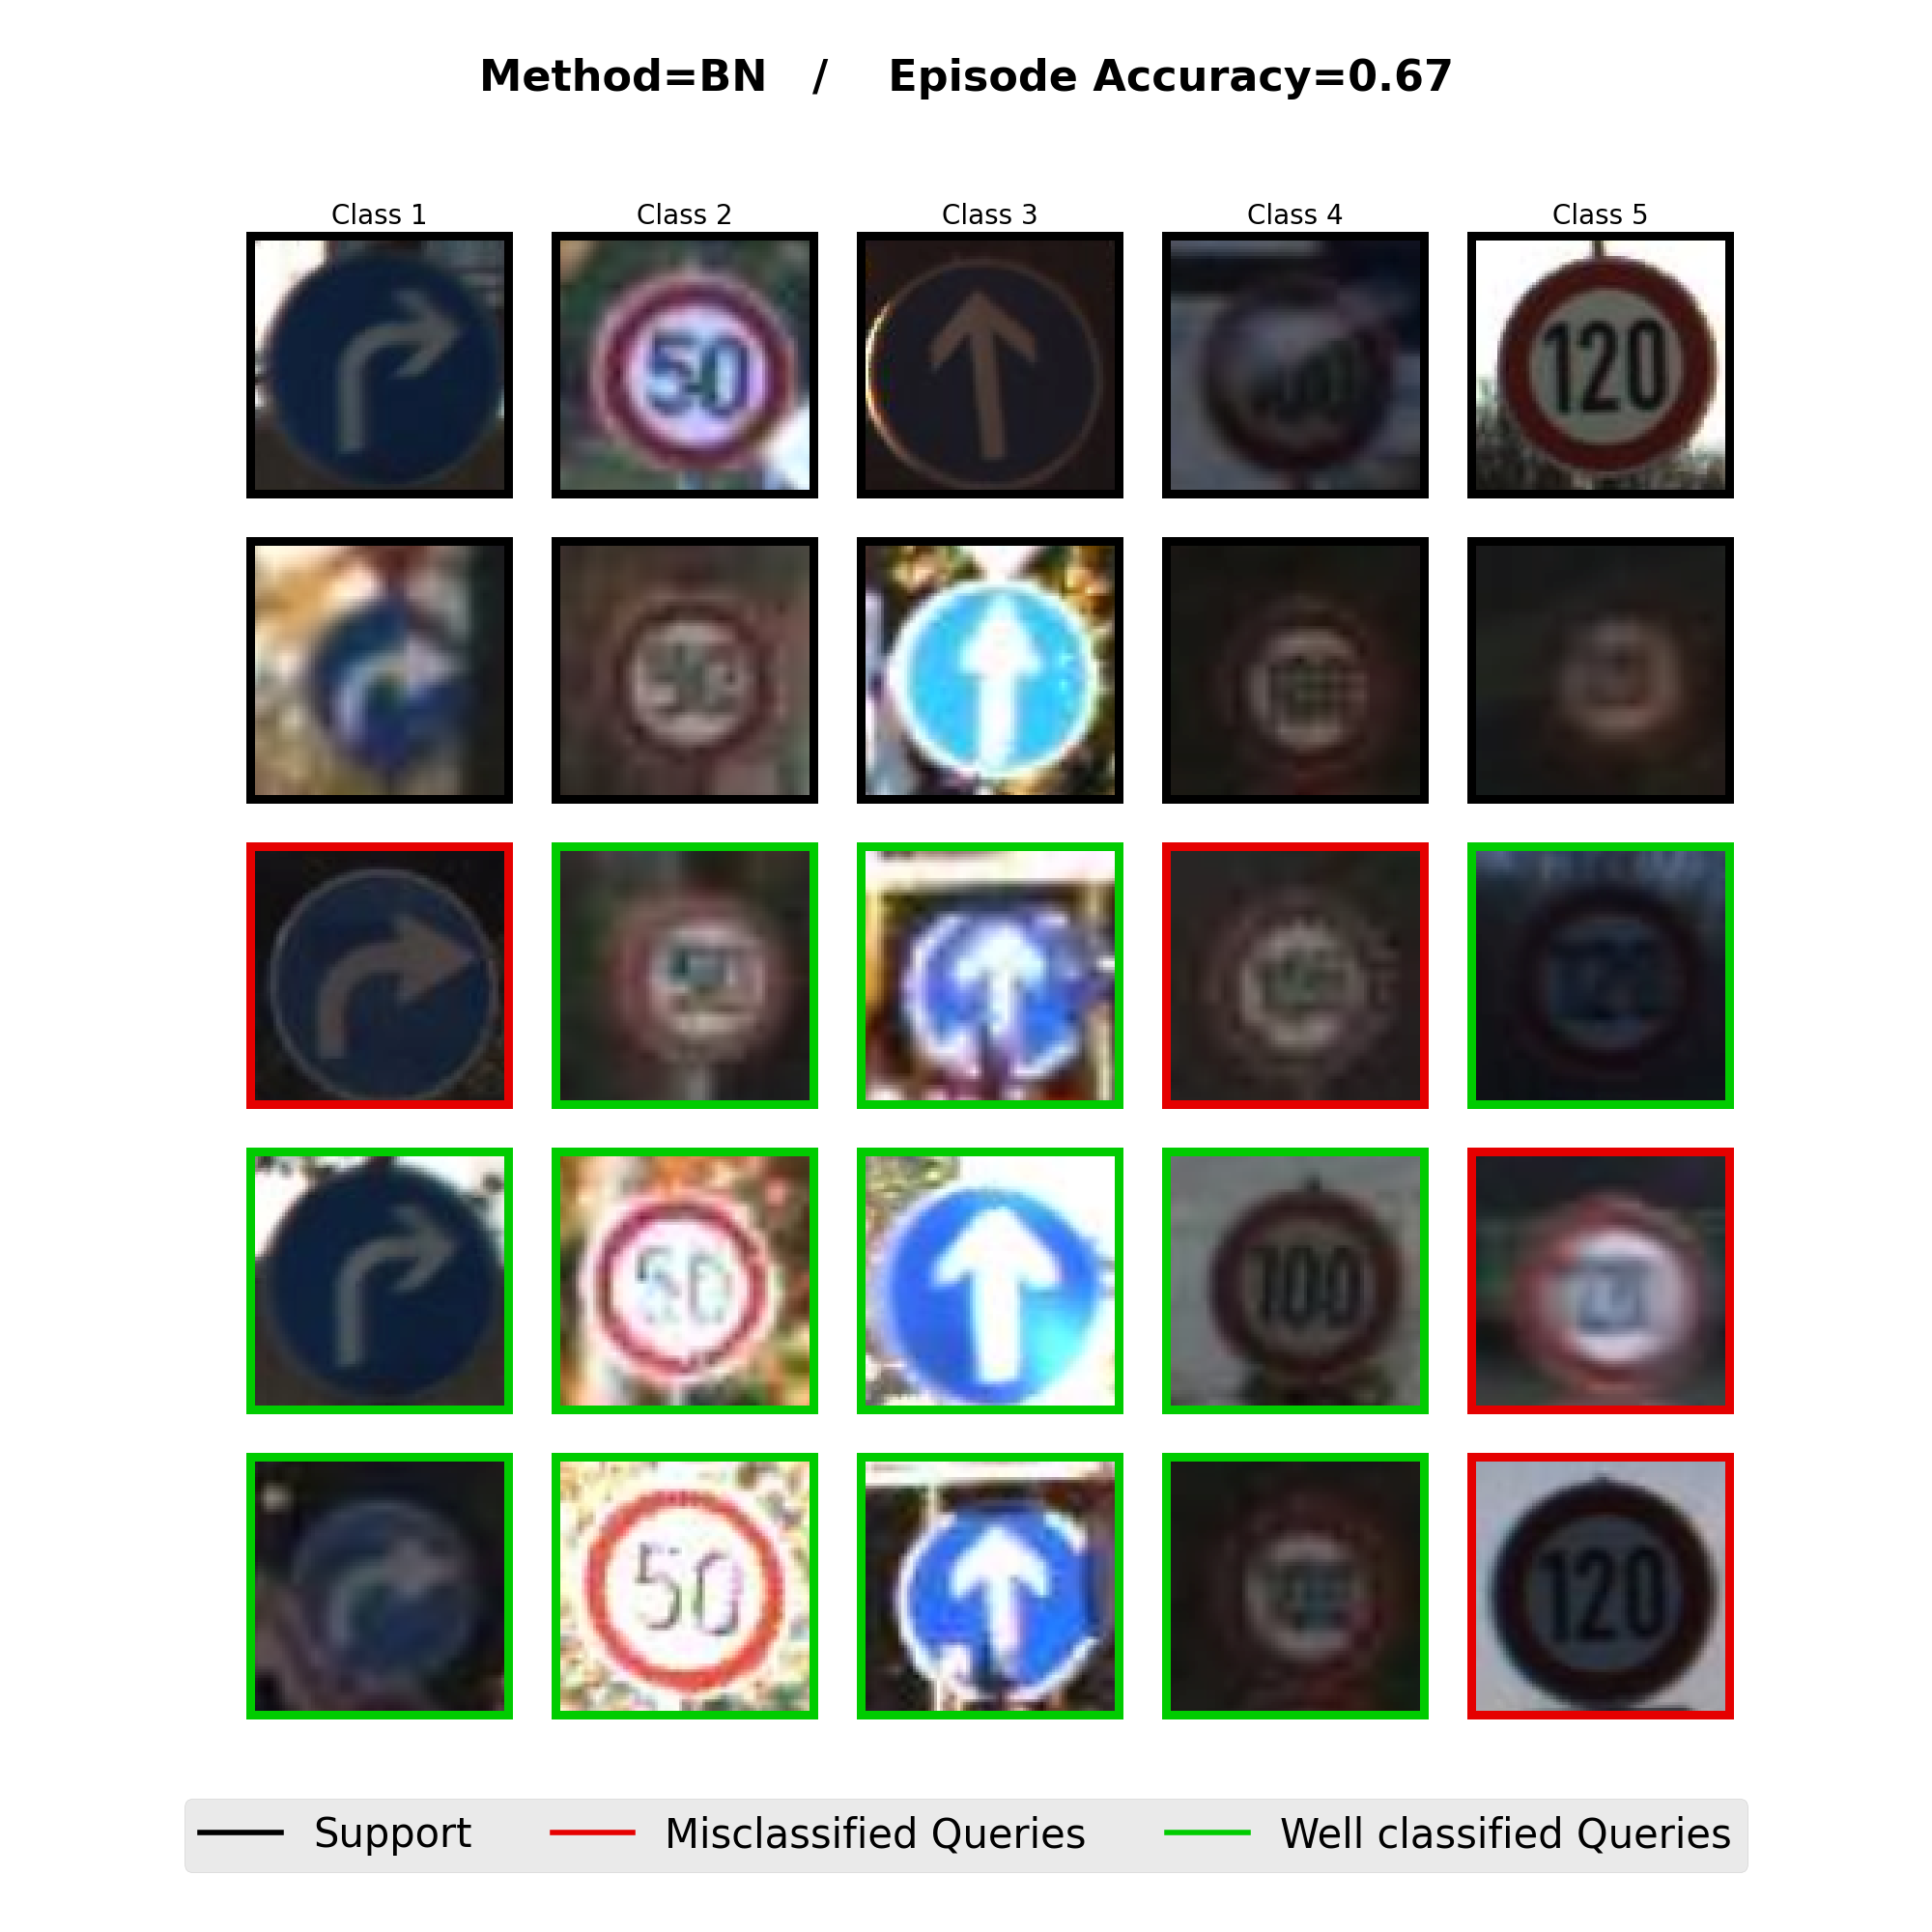 Method=BN / Episode Accuracy=0.67
Class 1 Class 2 Class 3 Class 4 Class 5
50 120
50 100
50 120
Support Misclassified Queries Well classified Queries